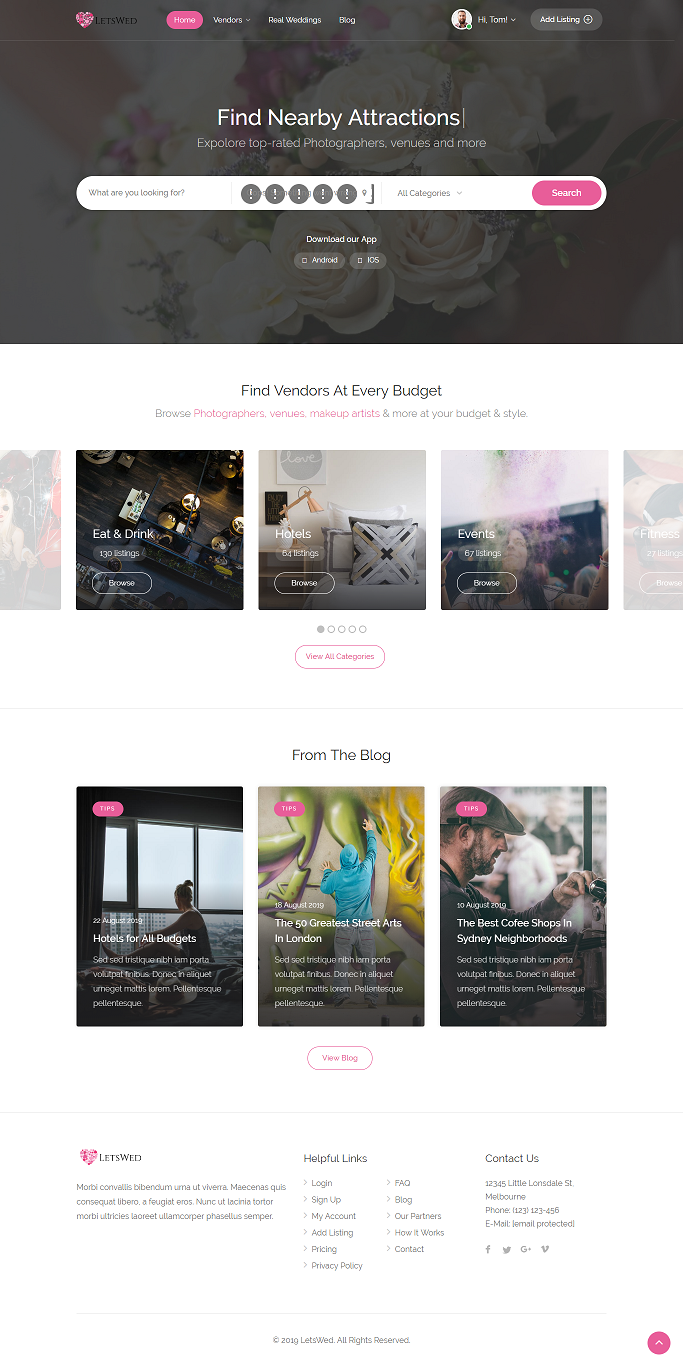 LetsWed
Home
Vendors
Real Weddings
Blog
Hi, Tom!
Add Listing
Find Nearby Attractions
Expolore top-rated Photographers, venues and more
What are you looking for?
All Categories
Search
Download our App
Android
IOS
Find Vendors At Every Budget
Browse Photographers, venues, makeup artists & more at your budget & style.
love
Eat & Drink
130 listings
Browse
Hotels
64 listings
Browse
Events
67 listings
Browse
Fitness
27 listings
Browse
View All Categories
From The Blog
TIPS
22 August 2019
Hotels for All Budgets
Sed sed tristique nibh iam porta
volutpat finibus. Donec in aliquet
urneget mattis lorem. Pellentesque
pellentesque.
TIPS
18 August 2019
The 50 Greatest Street Arts
In London
Sed sed tristique nibh iam porta
volutpat finibus. Donec in aliquet
urneget mattis lorem. Pellentesque
pellentesque.
TIPS
10 August 2019
The Best Cofee Shops In
Sydney Neighborhoods
Sed sed tristique nibh iam porta
volutpat finibus. Donec in aliquet
urneget mattis lorem. Pellentesque
pellentesque.
View Blog
LetsWed
Morbi convallis bibendum urna ut viverra. Maecenas quis
consequat libero, a feugiat eros. Nunc ut lacinia tortor
morbi ultricies laoreet ullamcorper phasellus semper.
Helpful Links
Login
Sign Up
My Account
Add Listing
Pricing
Privacy Policy
FAQ
Blog
Our Partners
How It Works
Contact
Contact Us
12345 Little Lonsdale St,
Melbourne
Phone: (123) 123-456
E-Mail: [email protected]
© 2019 LetsWed. All Rights Reserved.